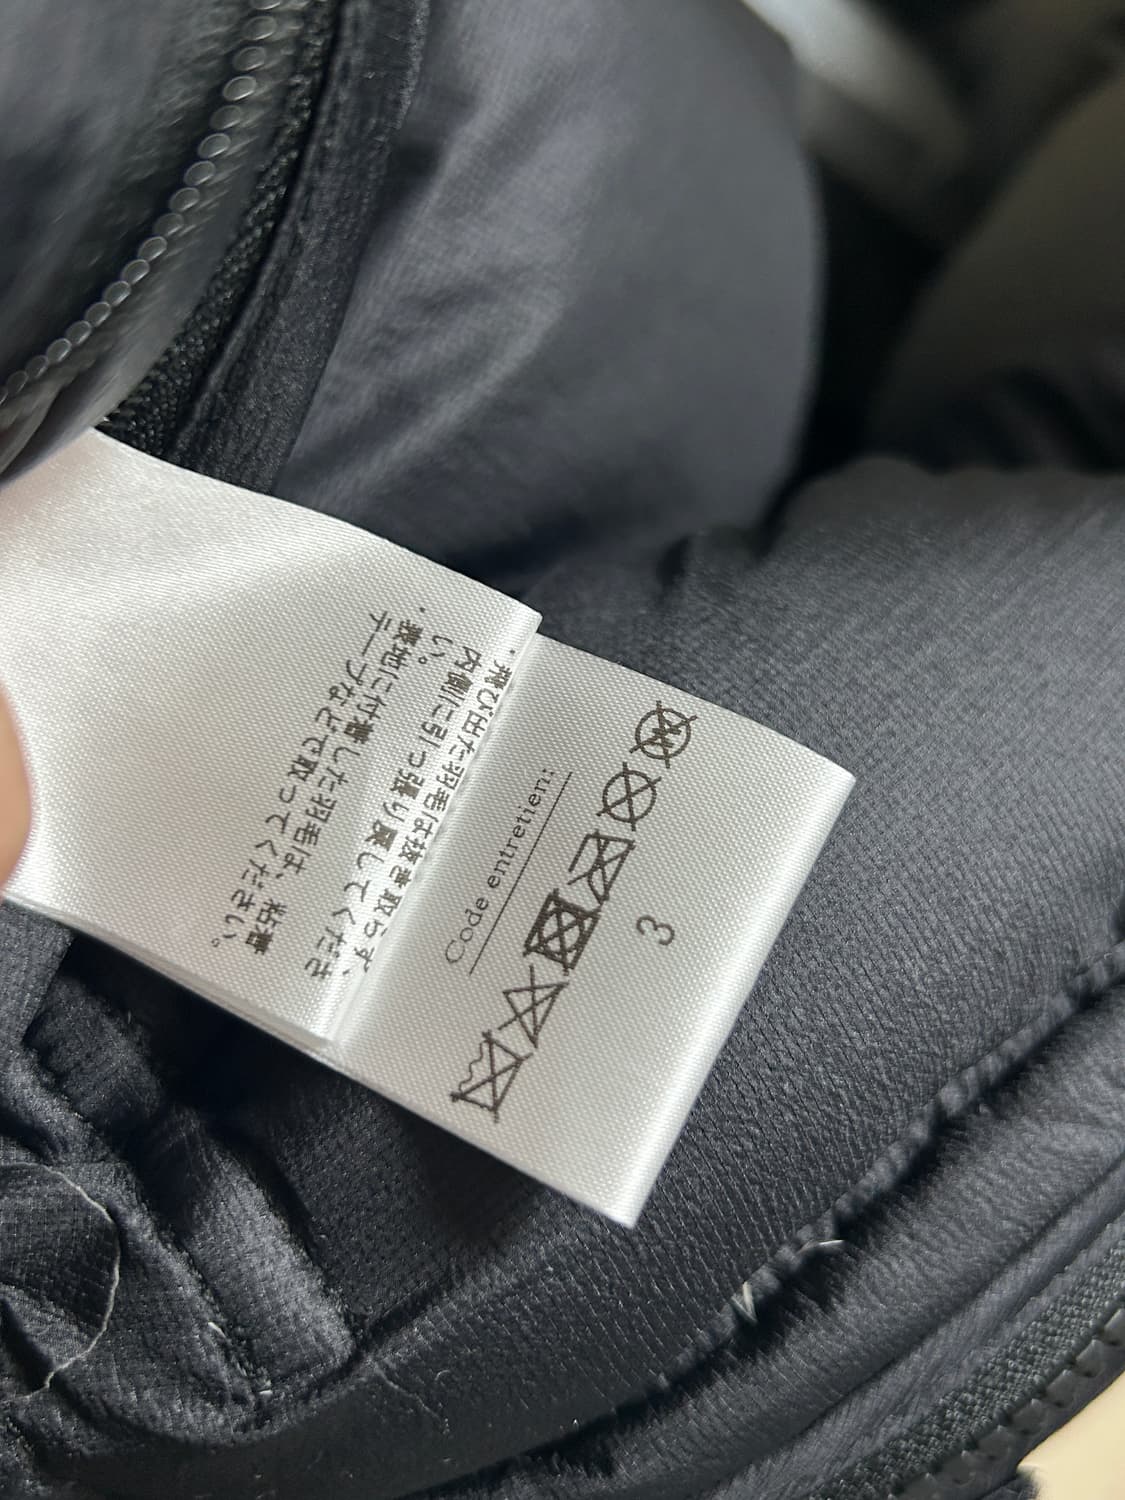 ・飛び出た羽毛は抜き取らず、
内側に引っ張り戻してくださ
い。
・表地に付着した羽毛は、粘着
テープなどで取ってください。
Code entretien:
3